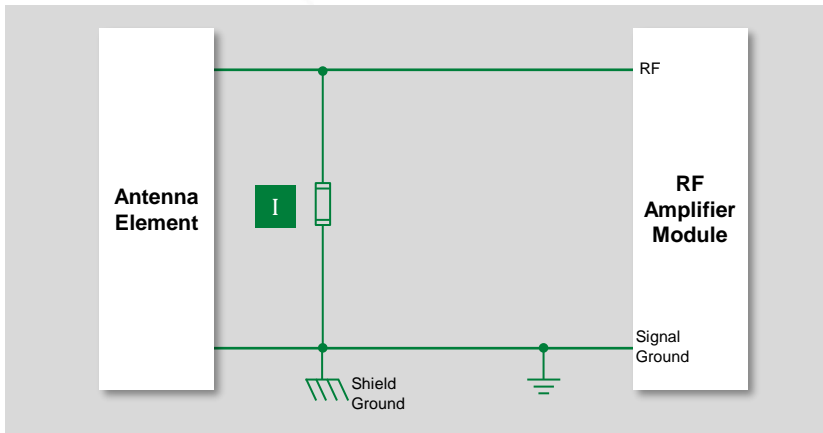 RF
Antenna
Element
I
RF
Amplifier
Module
Signal
Ground
Shield
Ground